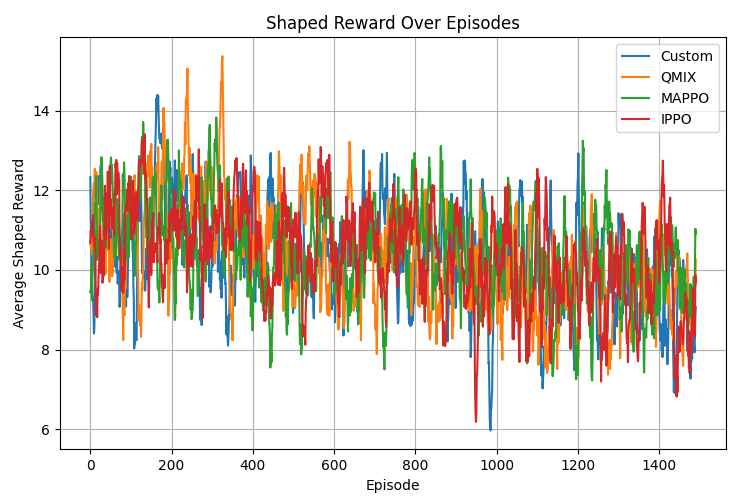 Shaped Reward Over Episodes
Custom
QMIX
MAPPO
IPPO
Average Shaped Reward
14
12
10
8
6
0 200 400 600 800 1000 1200 1400
Episode